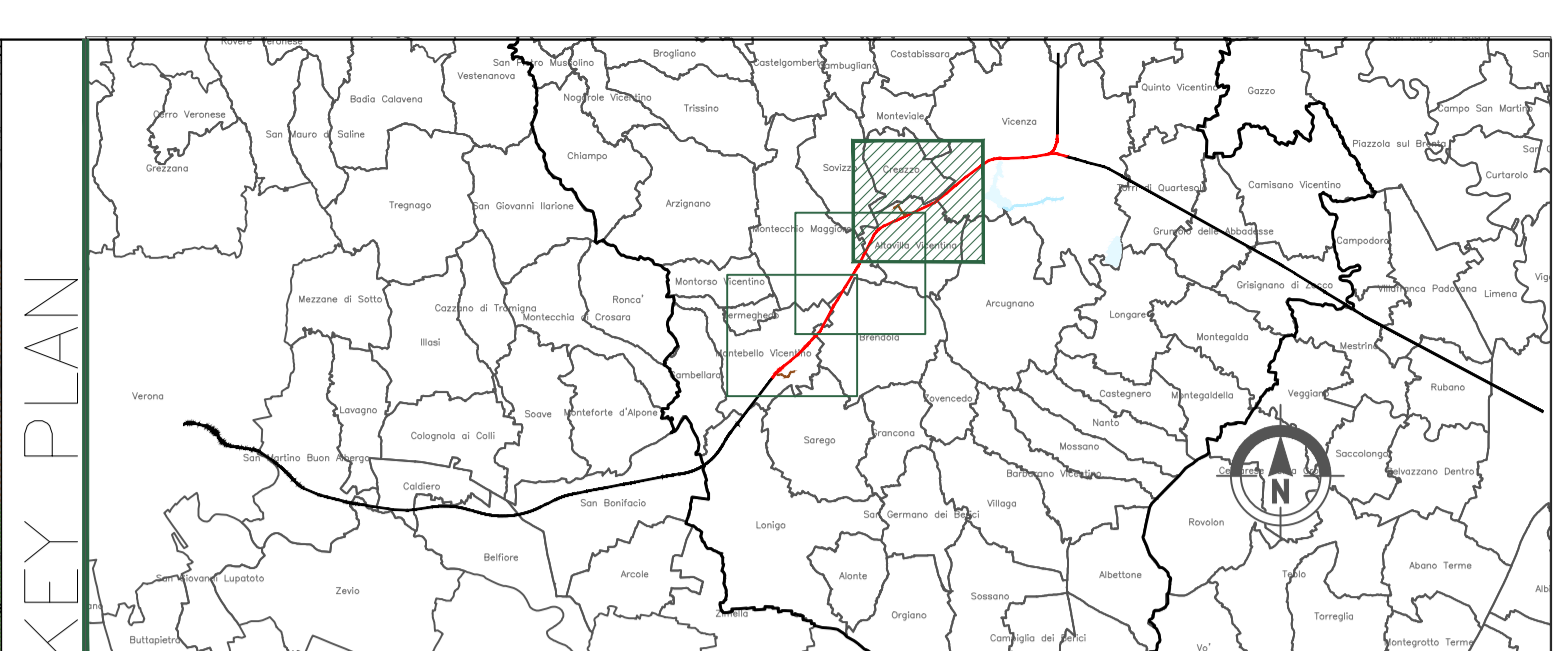 KEY PLAN
Rovere Veronese
San Pietro Mussolino
Brogliano
Castelgomberto
Gambugliano
Costabissara
Vestenanova
Quinto Vicentino
Gazzo
Badia Calavena
Nogarole Vicentino
Trissino
Campo San Martino
Cerro Veronese
Monteviale
Vicenza
San Mauro di Saline
Piazzola sul Brenta
Chiampo
Grezzana
Sovizzo
Creazzo
Curtarolo
Torri di Quartesolo
Camisano Vicentino
Tregnago
San Giovanni Ilarione
Arzignano
Montecchio Maggiore
Grumolo delle Abbadesse
Altavilla Vicentina
Campodoro
Montorso Vicentino
Grisignano di Zocco
Villafranca Padovana
Limena
Mezzane di Sotto
Cazzano di Tramigna
Ronca'
Arcugnano
Montecchia di Crosara
Zermeghedo
Longare
Illasi
Brendola
Montegalda
Mestrino
Montebello Vicentino
Gambellara
Rubano
Verona
Zovencedo
Castegnero
Montegaldella
Veggiano
Lavagno
Soave
Monteforte d'Alpone
Nanto
Colognola ai Colli
Sarego
Grancona
Mossano
Saccolongo
San Martino Buon Albergo
Barbarano Vicentino
Selvazzano Dentro
Caldiero
N
San Bonifacio
Villaga
San Germano dei Berici
Lonigo
Rovolon
Belfiore
Abano Terme
San Giovanni Lupatoto
Arcole
Alonte
Albettone
Teolo
Zevio
Sossano
Zimella
Orgiano
Torreglia
Buttapietra
Campiglia dei Berici
Montegrotto Terme
Vo'